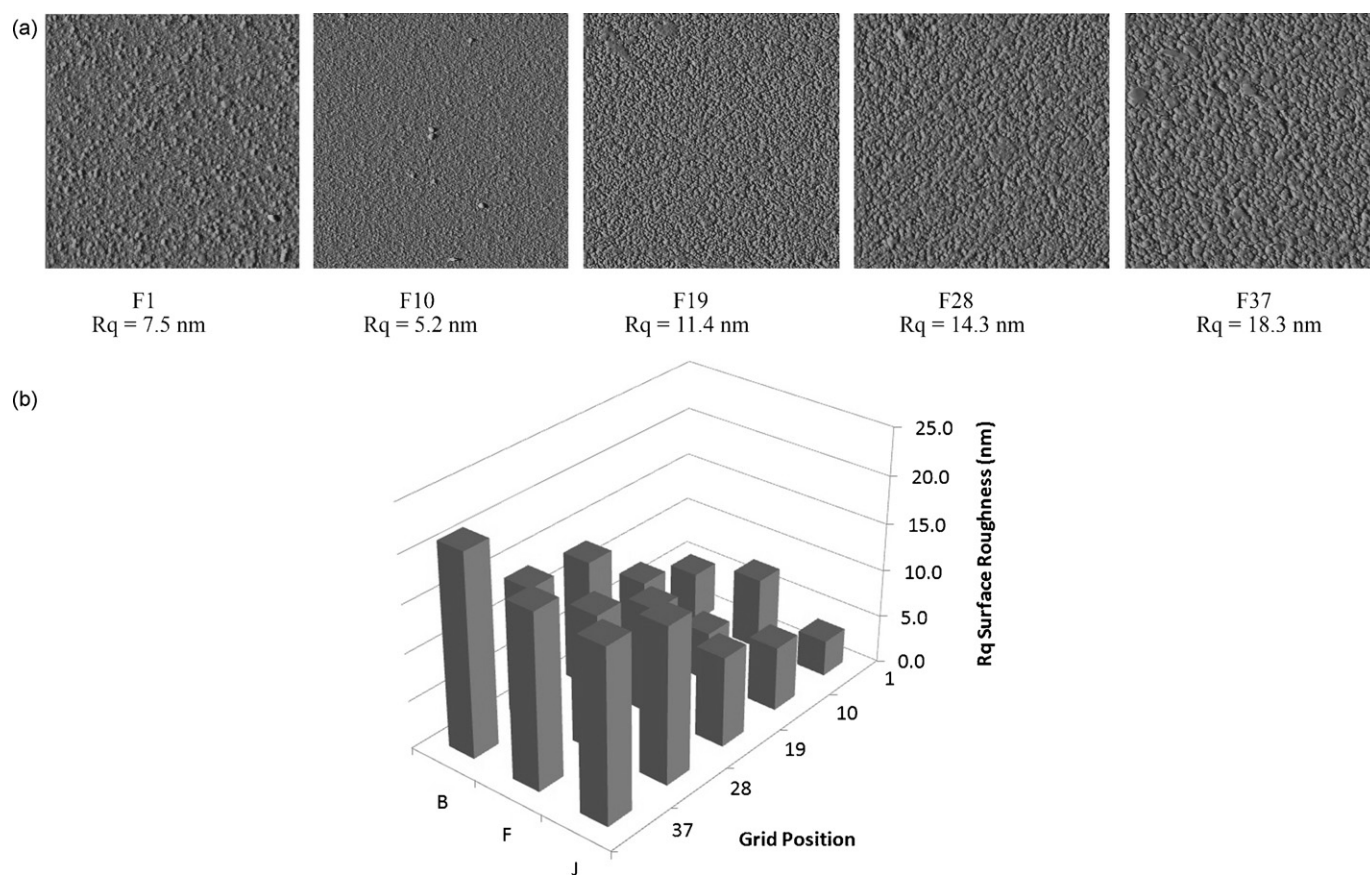 (a)
F1
Rq = 7.5 nm
F10
Rq = 5.2 nm
F19
Rq = 11.4 nm
F28
Rq = 14.3 nm
F37
Rq = 18.3 nm
(b)
25.0
20.0
15.0
10.0
5.0
0.0
Rq Surface Roughness (nm)
1
10
19
28
37
Grid Position
B
F
J